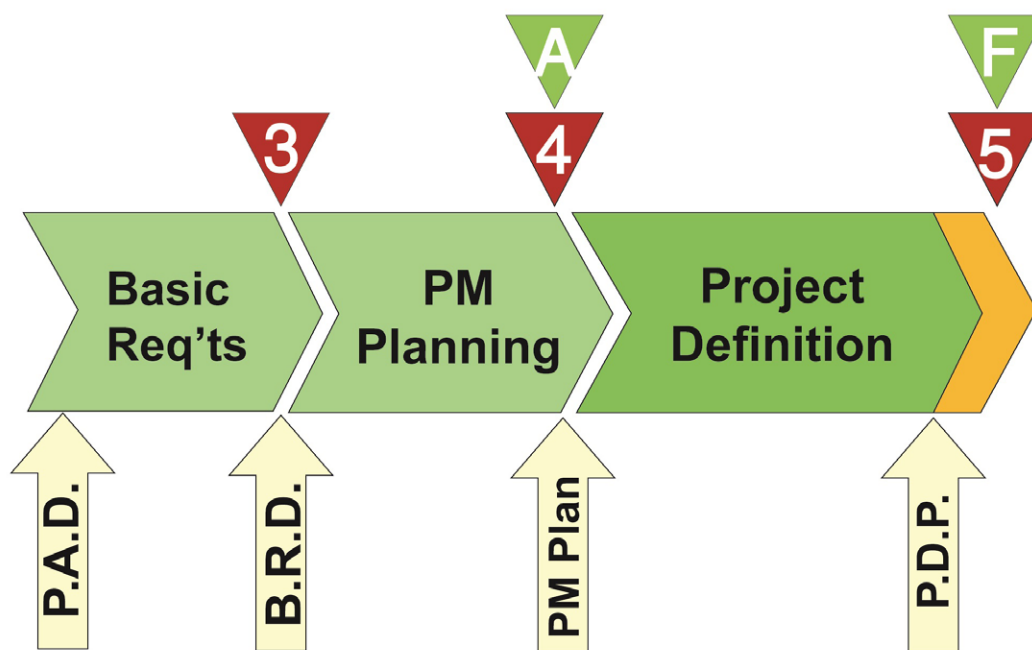 A
F
3
4
5
Basic
Req'ts
PM
Planning
Project
Definition
P.A.D.
B.R.D.
PM Plan
P.D.P.